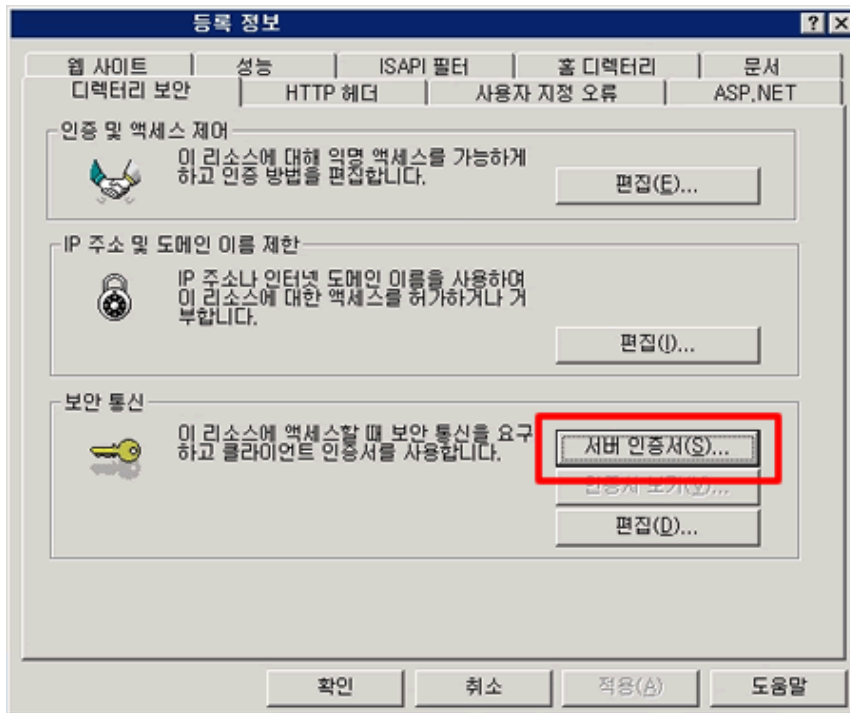 등록 정보
웹 사이트 성능 ISAPI 필터 홈 디렉터리 문서
디렉터리 보안 HTTP 헤더 사용자 지정 오류 ASP.NET
인증 및 액세스 제어
이 리소스에 대해 익명 액세스를 가능하게
하고 인증 방법을 편집합니다.
편집(E)...
IP 주소 및 도메인 이름 제한
IP 주소나 인터넷 도메인 이름을 사용하여
이 리소스에 대한 액세스를 허가하거나 거
부합니다.
편집(I)...
보안 통신
이 리소스에 액세스할 때 보안 통신을 요구
하고 클라이언트 인증서를 사용합니다.
서버 인증서(S)...
인증서 보기(V)...
편집(D)...
확인 취소 적용(A) 도움말